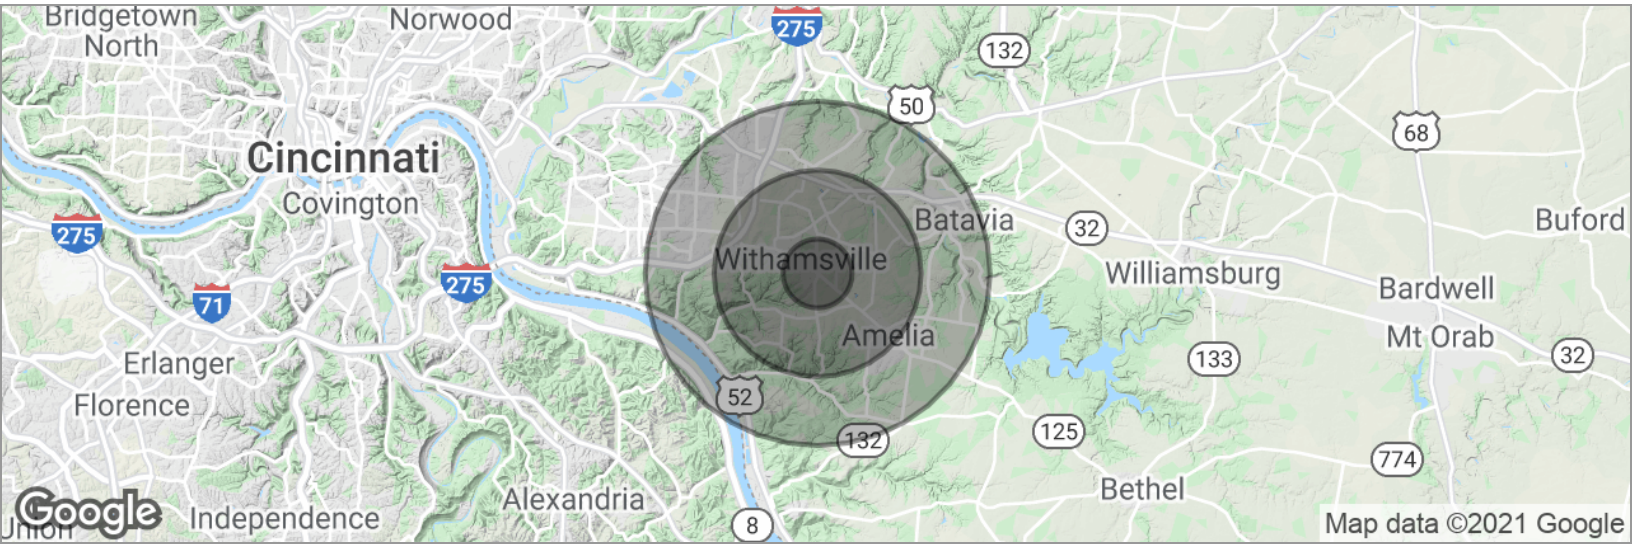 Bridgetown
North
Norwood
275
132
50
68
Cincinnati
Covington
275
Batavia
32
Buford
Withamsville
275
71
Williamsburg
Bardwell
Amelia
Mt Orab
Erlanger
133
32
Florence
52
132
125
774
Alexandria
Bethel
Google
Union
Independence
8
Map data ©2021 Google